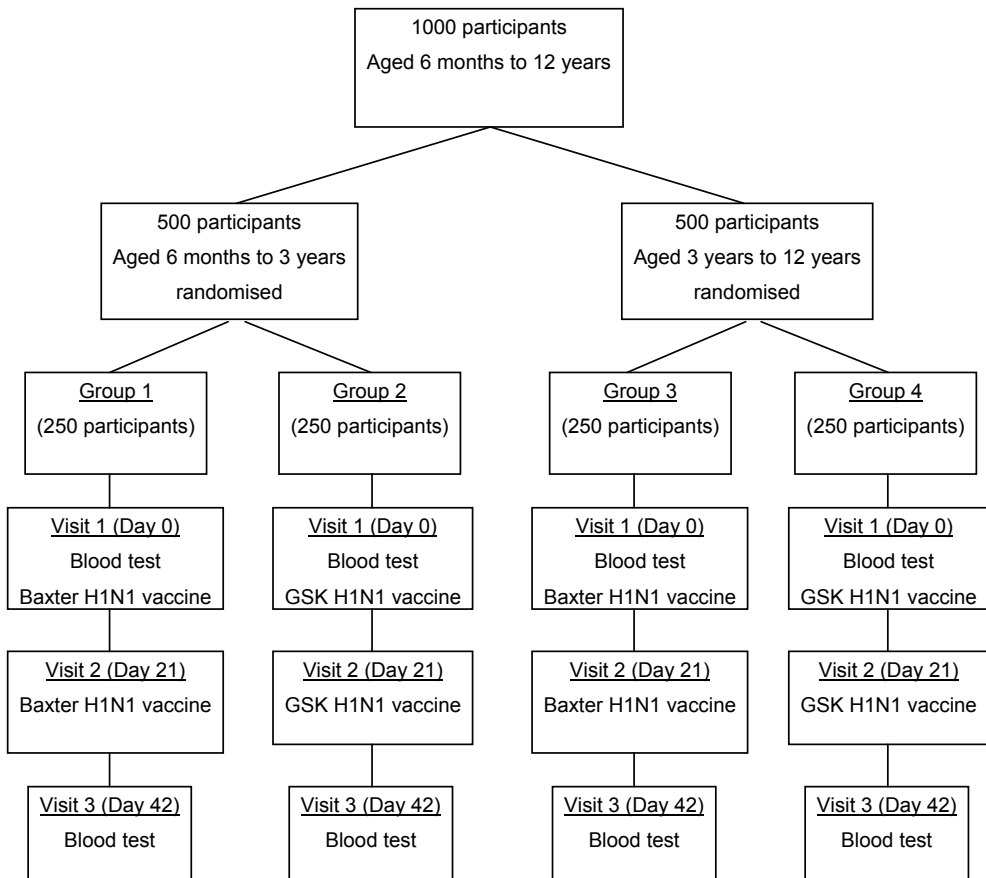 1000 participants
Aged 6 months to 12 years
500 participants
Aged 6 months to 3 years
randomised
500 participants
Aged 3 years to 12 years
randomised
Group 1
(250 participants)
Group 2
(250 participants)
Group 3
(250 participants)
Group 4
(250 participants)
Visit 1 (Day 0)
Blood test
Baxter H1N1 vaccine
Visit 1 (Day 0)
Blood test
GSK H1N1 vaccine
Visit 1 (Day 0)
Blood test
Baxter H1N1 vaccine
Visit 1 (Day 0)
Blood test
GSK H1N1 vaccine
Visit 2 (Day 21)
Baxter H1N1 vaccine
Visit 2 (Day 21)
GSK H1N1 vaccine
Visit 2 (Day 21)
Baxter H1N1 vaccine
Visit 2 (Day 21)
GSK H1N1 vaccine
Visit 3 (Day 42)
Blood test
Visit 3 (Day 42)
Blood test
Visit 3 (Day 42)
Blood test
Visit 3 (Day 42)
Blood test